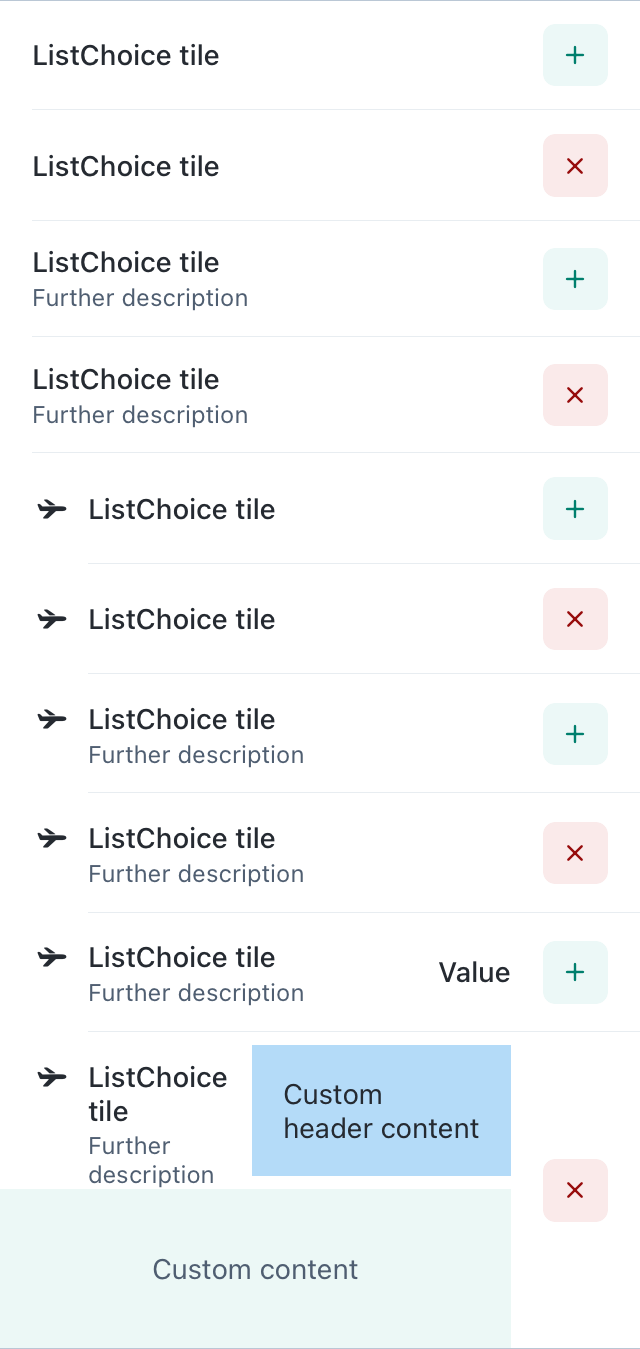 ListChoice tile
ListChoice tile
ListChoice tile
Further description
ListChoice tile
Further description
ListChoice tile
ListChoice tile
ListChoice tile
Further description
ListChoice tile
Further description
ListChoice tile
Further description
Value
ListChoice
tile
Further
description
Custom
header content
Custom content